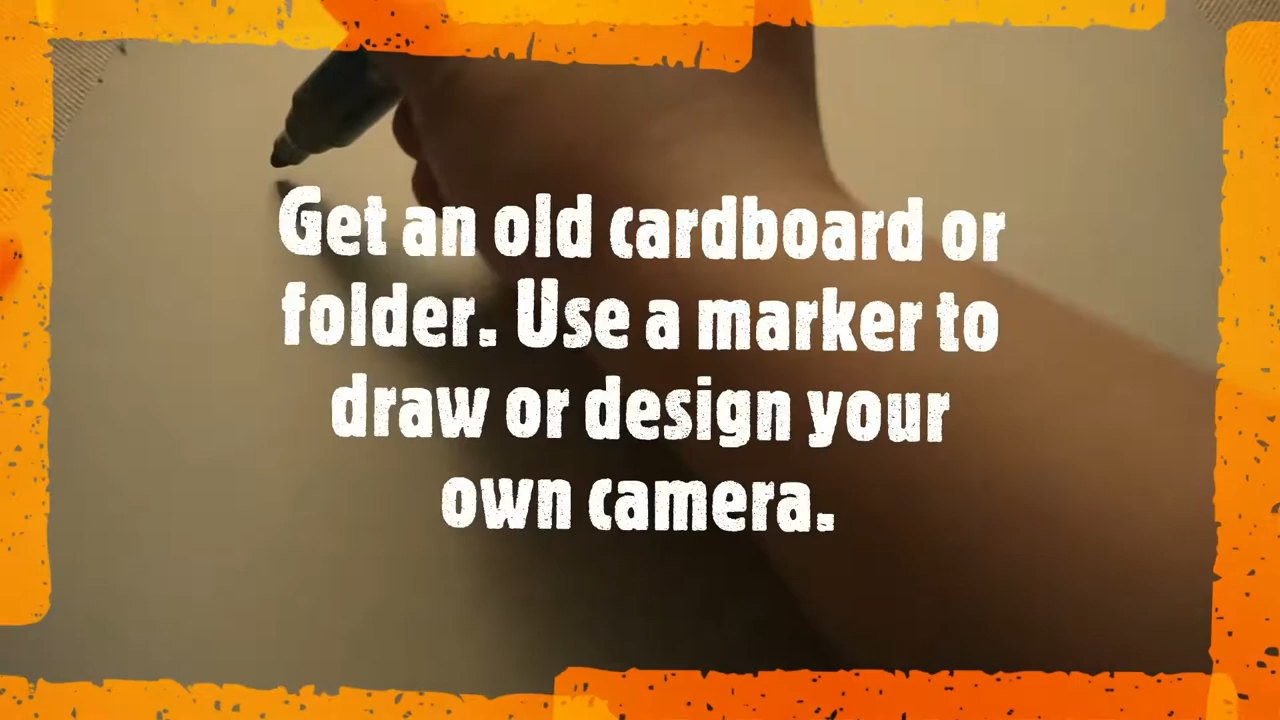 Get an old cardboard or
folder. Use a marker to
draw or design your
own camera.